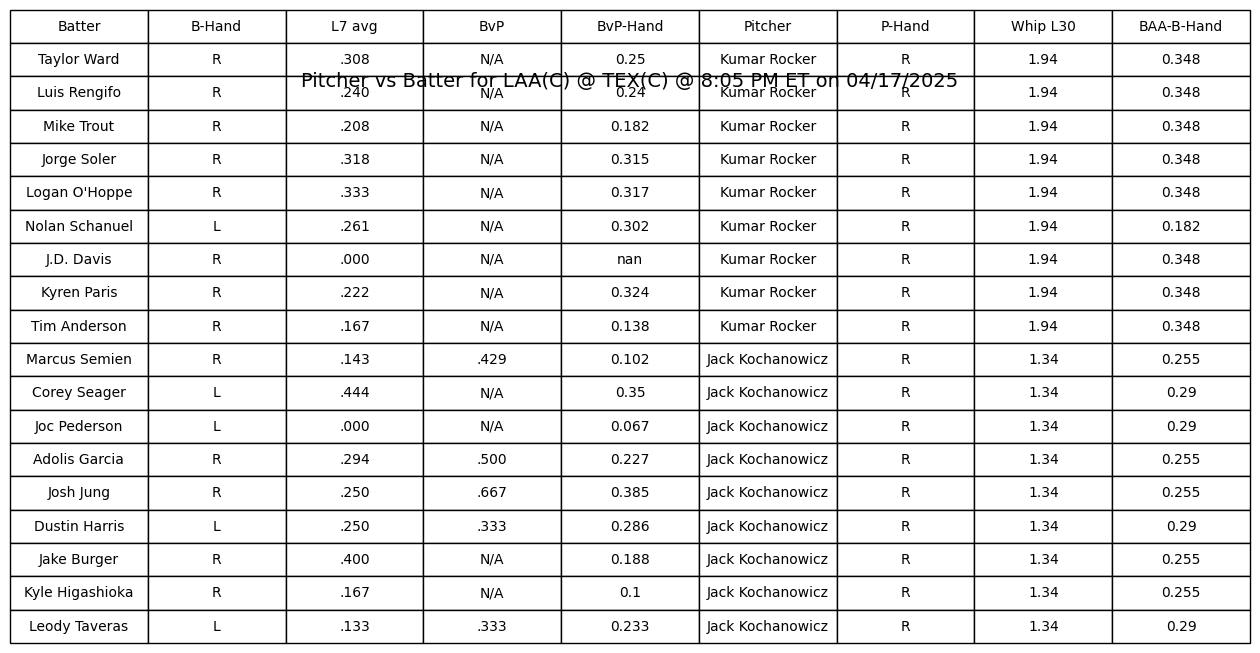 Batter B-Hand L7 avg BvP BvP-Hand Pitcher P-Hand Whip L30 BAA-B-Hand
Taylor Ward R .308 N/A 0.25 Kumar Rocker R 1.94 0.348
Pitcher vs Batter for LAA(C) @ TEX(C) @ 8:05 PM ET on 04/17/2025
Luis Rengifo R .240 N/A 0.24 Kumar Rocker R 1.94 0.348
Mike Trout R .208 N/A 0.182 Kumar Rocker R 1.94 0.348
Jorge Soler R .318 N/A 0.315 Kumar Rocker R 1.94 0.348
Logan O'Hoppe R .333 N/A 0.317 Kumar Rocker R 1.94 0.348
Nolan Schanuel L .261 N/A 0.302 Kumar Rocker R 1.94 0.182
J.D. Davis R .000 N/A nan Kumar Rocker R 1.94 0.348
Kyren Paris R .222 N/A 0.324 Kumar Rocker R 1.94 0.348
Tim Anderson R .167 N/A 0.138 Kumar Rocker R 1.94 0.348
Marcus Semien R .143 .429 0.102 Jack Kochanowicz R 1.34 0.255
Corey Seager L .444 N/A 0.35 Jack Kochanowicz R 1.34 0.29
Joc Pederson L .000 N/A 0.067 Jack Kochanowicz R 1.34 0.29
Adolis Garcia R .294 .500 0.227 Jack Kochanowicz R 1.34 0.255
Josh Jung R .250 .667 0.385 Jack Kochanowicz R 1.34 0.255
Dustin Harris L .250 .333 0.286 Jack Kochanowicz R 1.34 0.29
Jake Burger R .400 N/A 0.188 Jack Kochanowicz R 1.34 0.255
Kyle Higashioka R .167 N/A 0.1 Jack Kochanowicz R 1.34 0.255
Leody Taveras L .133 .333 0.233 Jack Kochanowicz R 1.34 0.29